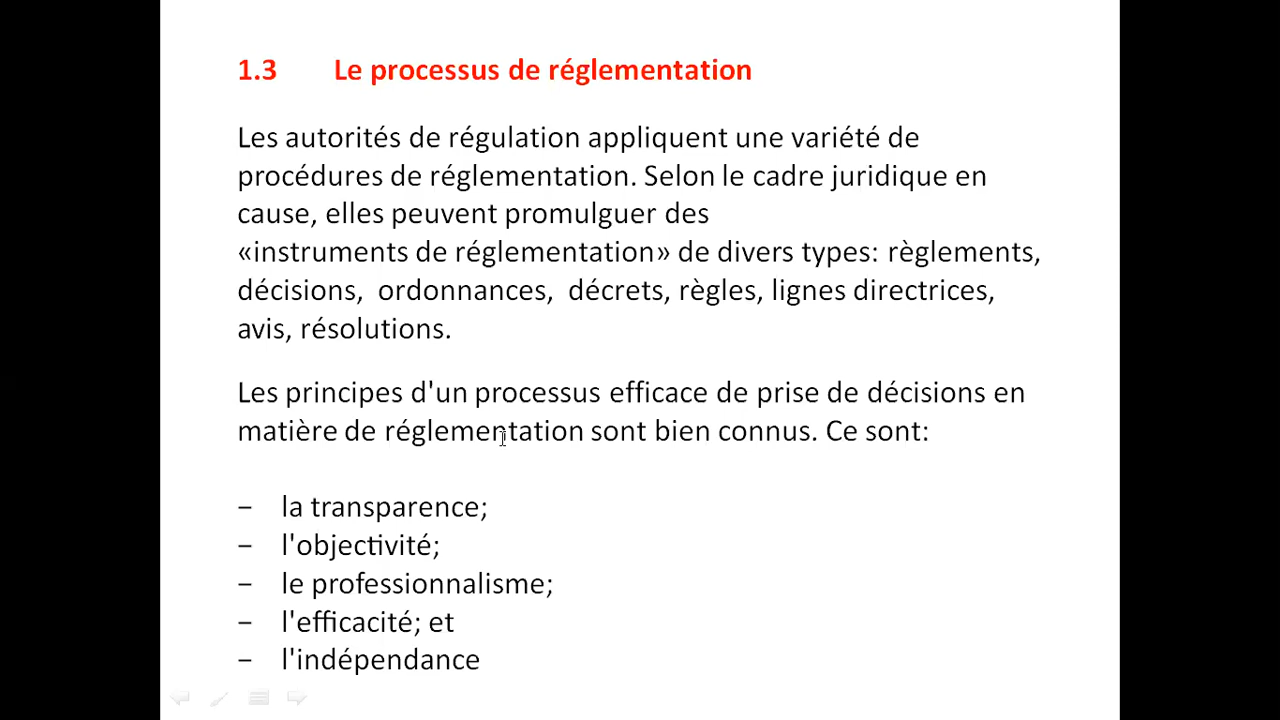 1.3 Le processus de réglementation
Les autorités de régulation appliquent une variété de
procédures de réglementation. Selon le cadre juridique en
cause, elles peuvent promulguer des
«instruments de réglementation» de divers types: règlements,
décisions, ordonnances, décrets, règles, lignes directrices,
avis, résolutions.
Les principes d'un processus efficace de prise de décisions en
matière de réglementation sont bien connus. Ce sont:
− la transparence;
− l'objectivité;
− le professionnalisme;
− l'efficacité; et
− l'indépendance